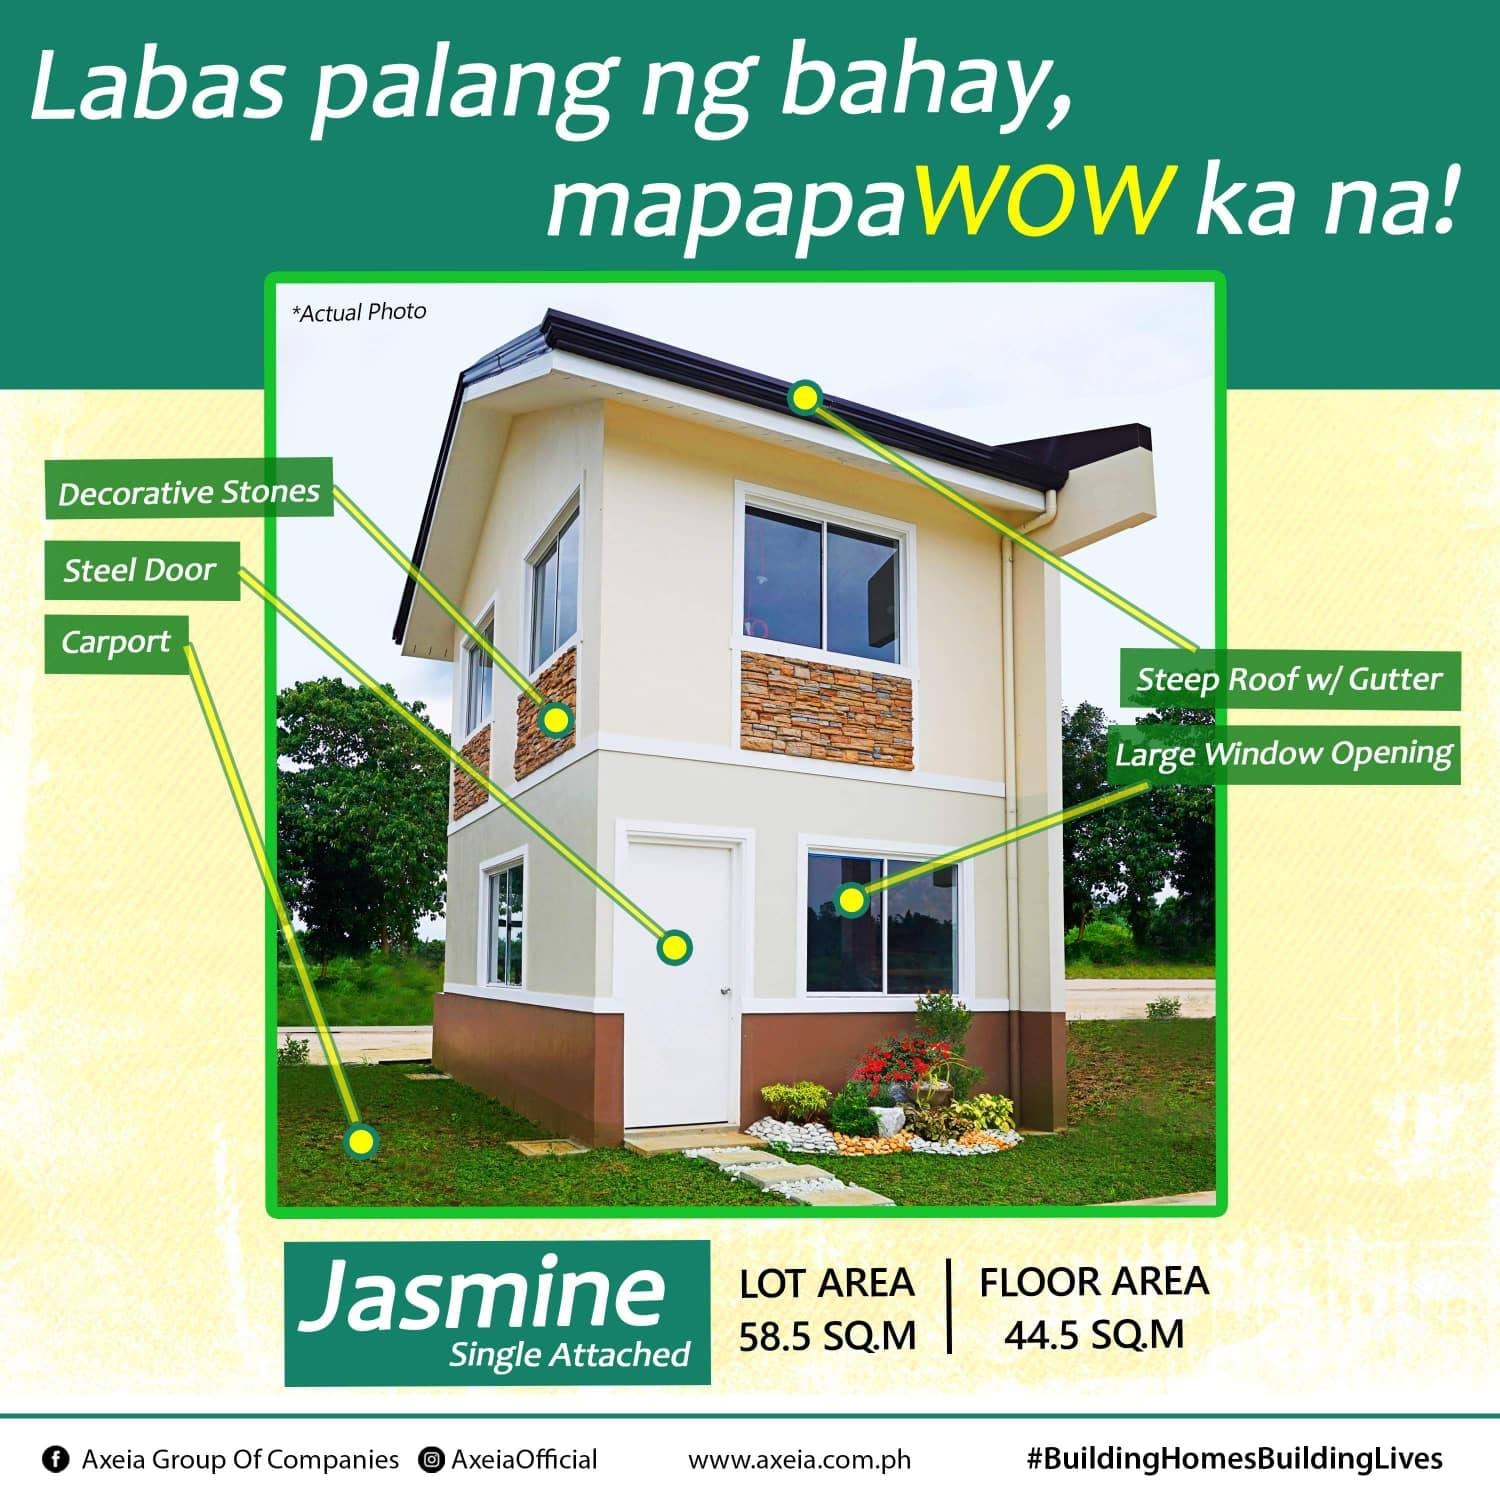 Labas palang ng bahay,
mapapaWOW ka na!
*Actual Photo
Decorative Stones
Steel Door
Carport
Steep Roof w/ Gutter
Large Window Opening
Jasmine
Single Attached
LOT AREA
58.5 SQ.M
FLOOR AREA
44.5 SQ.M
Axeia Group Of Companies AxeiaOfficial www.axeia.com.ph #BuildingHomesBuildingLives